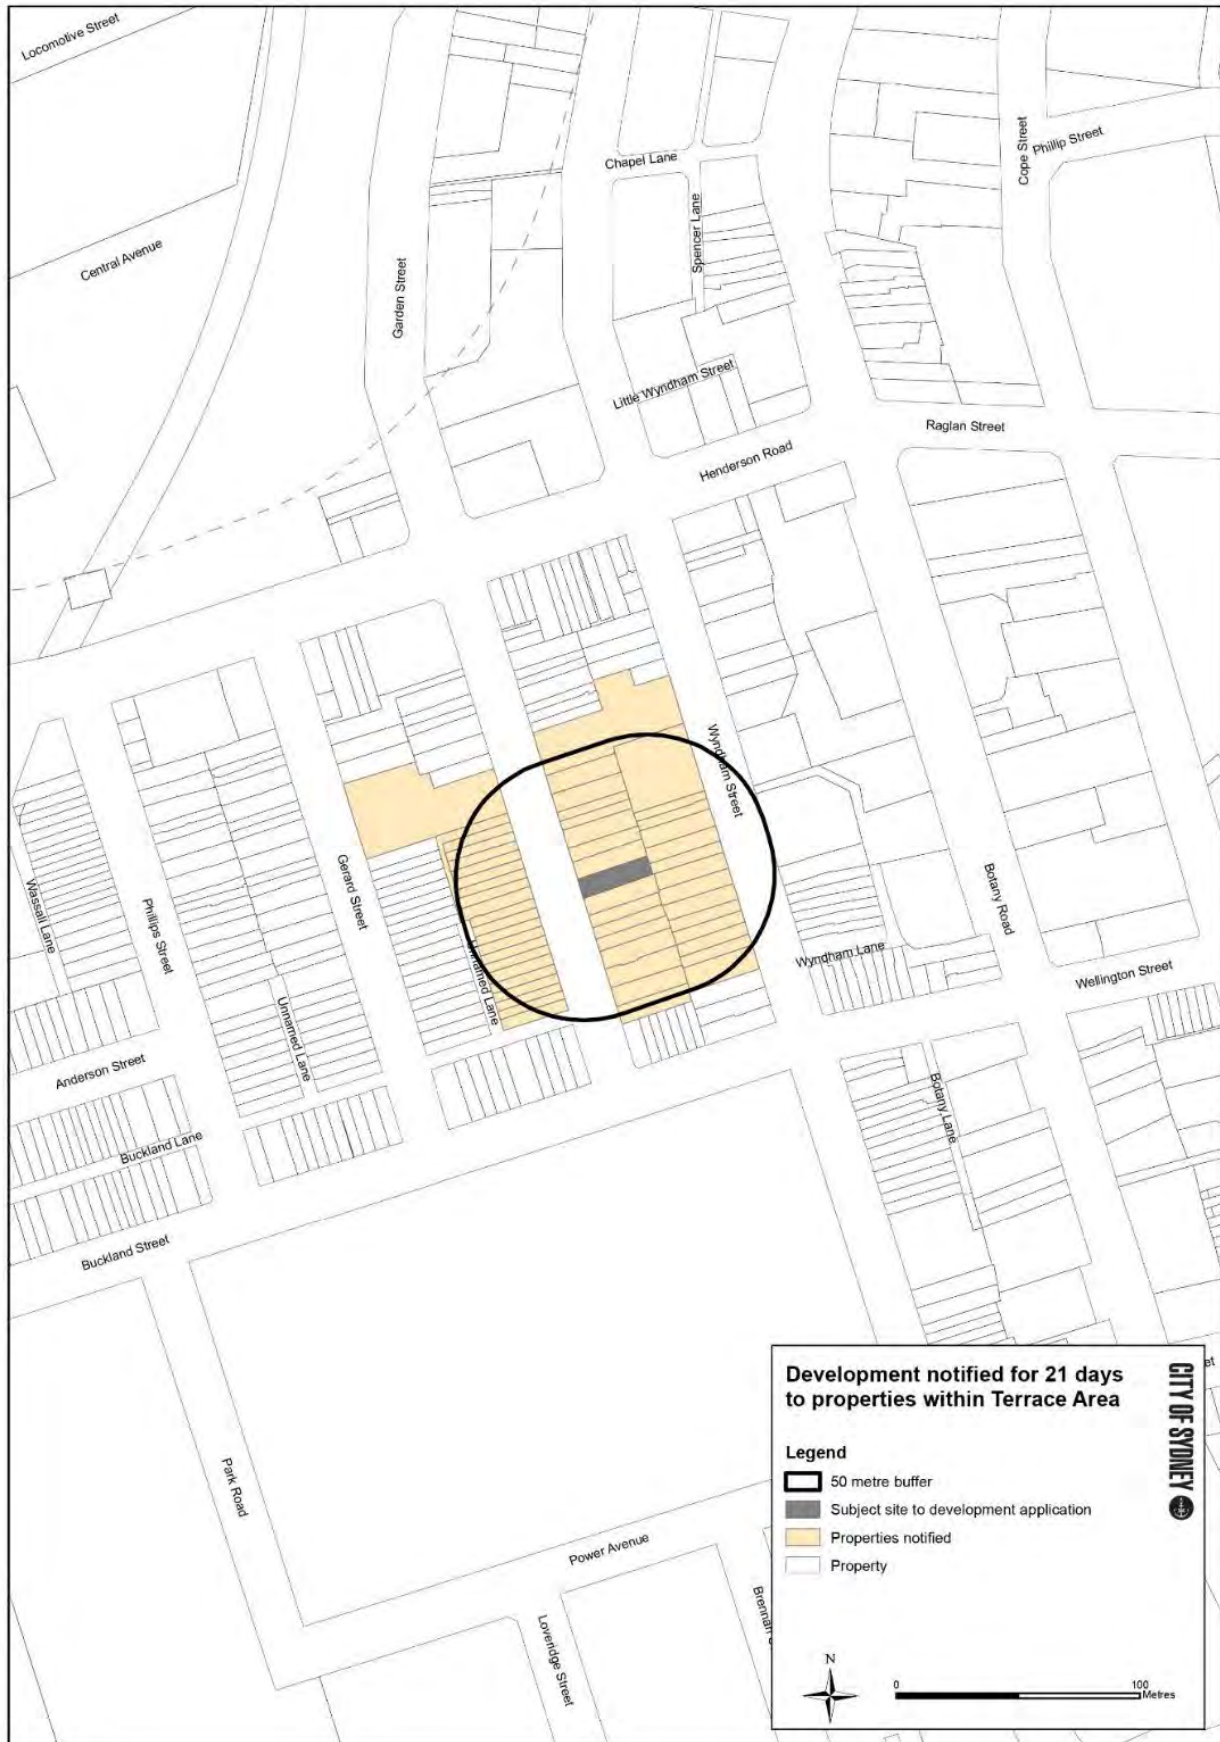 Locomotive Street
Cope Street
Phillip Street
Chapel Lane
Spencer Lane
Central Avenue
Garden Street
Little Wyndham Street
Raglan Street
Henderson Road
Wyndham Street
Gerard Street
Wassall Lane
Phillips Street
Botany Road
Unnamed Lane
Wyndham Lane
Wellington Street
Unnamed Lane
Anderson Street
Botany Lane
Buckland Lane
Buckland Street
Park Road
Power Avenue
Loveridge Street
Brennan
et
Development notified for 21 days
to properties within Terrace Area
CITY OF SYDNEY
Legend
50 metre buffer
Subject site to development application
Properties notified
Property
N
0 100
Metres